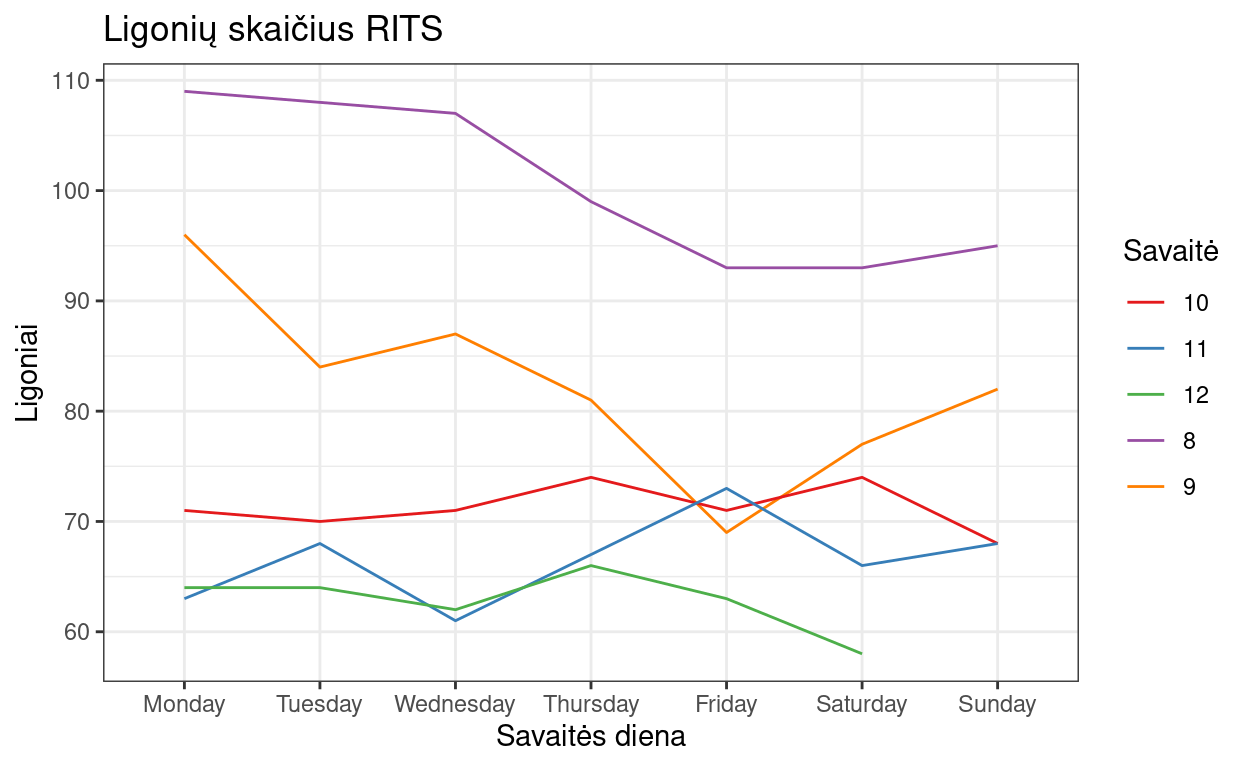 Ligonių skaičius RITS
Ligoniai
110
100
90
80
70
60
Monday Tuesday Wednesday Thursday Friday Saturday Sunday
Savaitės diena
Savaitė
10
11
12
8
9